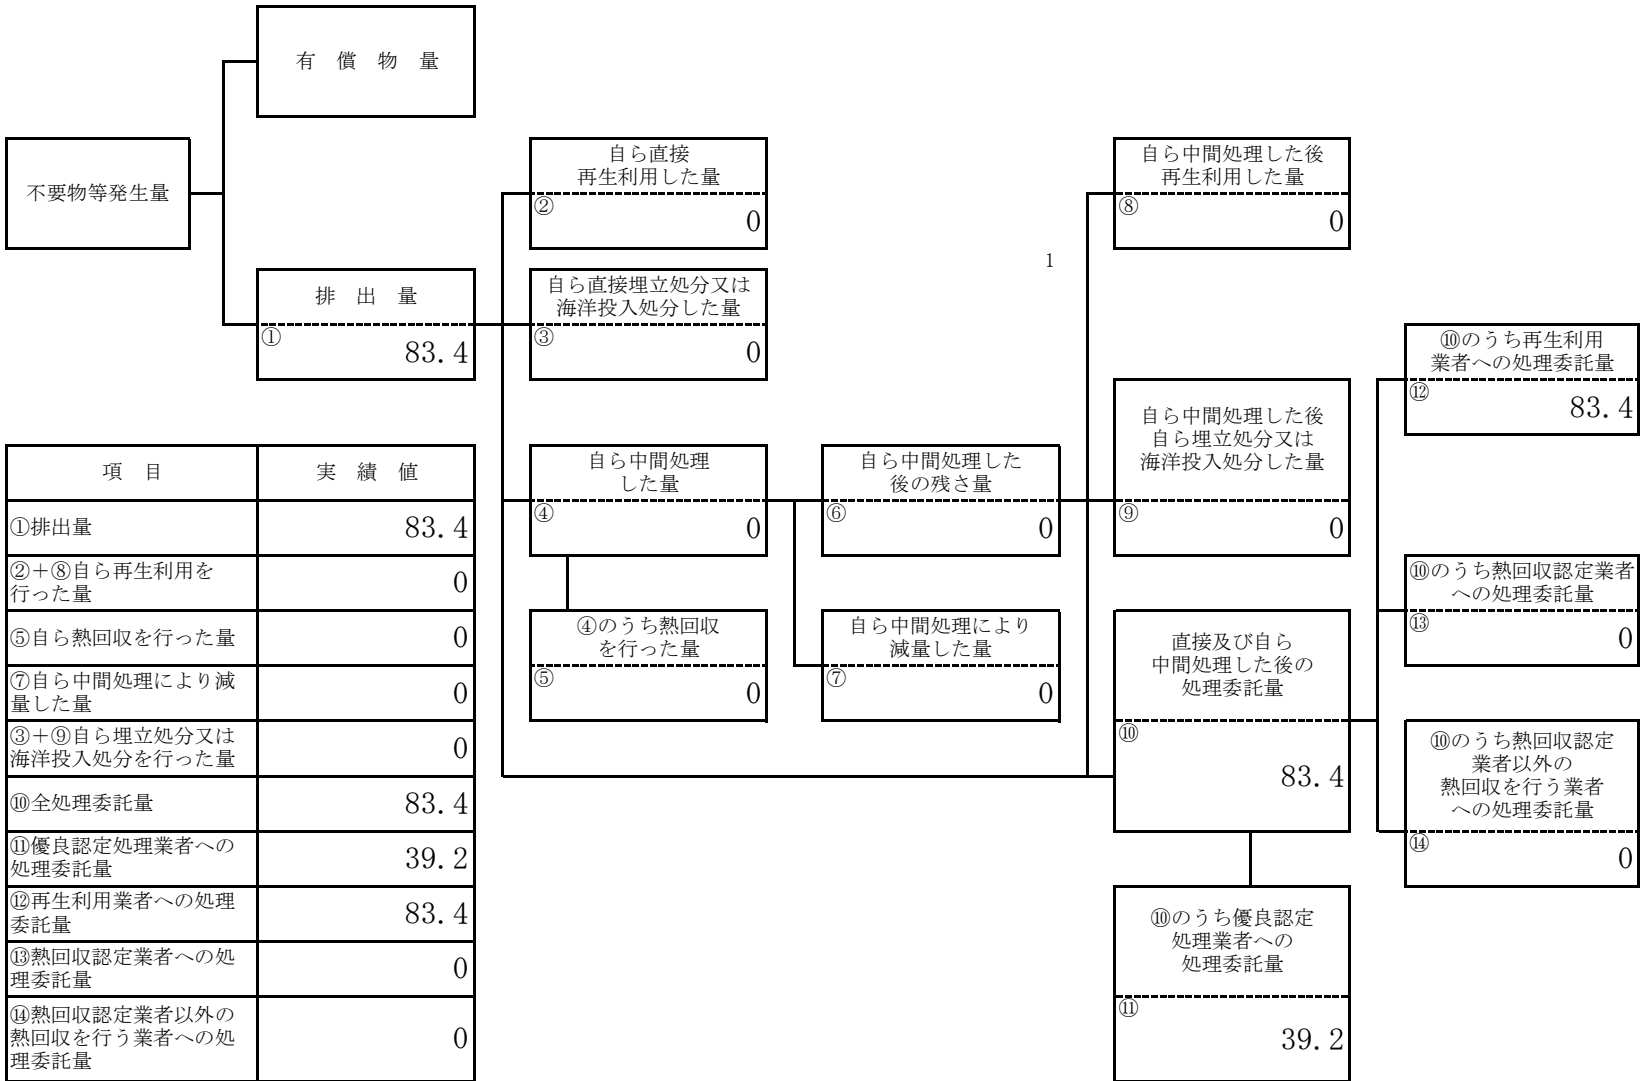 有　償　物　量
不要物等発生量
排　出　量
①
83.4
自ら直接
再生利用した量
②
0
自ら直接埋立処分又は
海洋投入処分した量
③
0
自ら中間処理した後
再生利用した量
⑧
0
1
⑩のうち再生利用
業者への処理委託量
⑫
83.4
自ら中間処理した後
自ら埋立処分又は
海洋投入処分した量
⑨
0
自ら中間処理
した量
④
0
自ら中間処理した
後の残さ量
⑥
0
④のうち熱回収
を行った量
⑤
0
自ら中間処理により
減量した量
⑦
0
直接及び自ら
中間処理した後の
処理委託量
⑩
83.4
⑩のうち熱回収認定業者
への処理委託量
⑬
0
⑩のうち熱回収認定
業者以外の
熱回収を行う業者
への処理委託量
⑭
0
⑩のうち優良認定
処理業者への
処理委託量
⑪
39.2
項　目　実　績　値
①排出量　83.4
②＋⑧自ら再生利用を
行った量　0
⑤自ら熱回収を行った量　0
⑦自ら中間処理により減
量した量　0
③＋⑨自ら埋立処分又は
海洋投入処分を行った量　0
⑩全処理委託量　83.4
⑪優良認定処理業者への
処理委託量　39.2
⑫再生利用業者への処理
委託量　83.4
⑬熱回収認定業者への処
理委託量　0
⑭熱回収認定業者以外の
熱回収を行う業者への処
理委託量　0